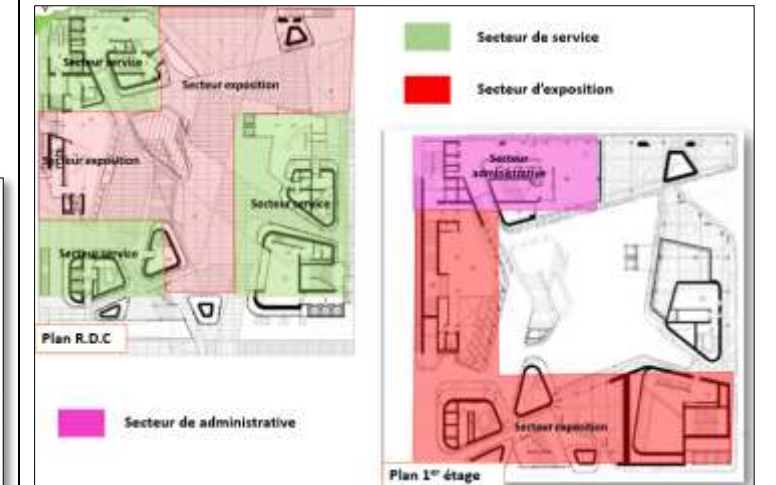 Secteur service
Secteur exposition
Secteur exposition
Secteur service
Secteur service
Plan R.D.C
Secteur de service
Secteur d'exposition
Secteur
administrative
Secteur exposition
Plan 1er étage
Secteur de administrative